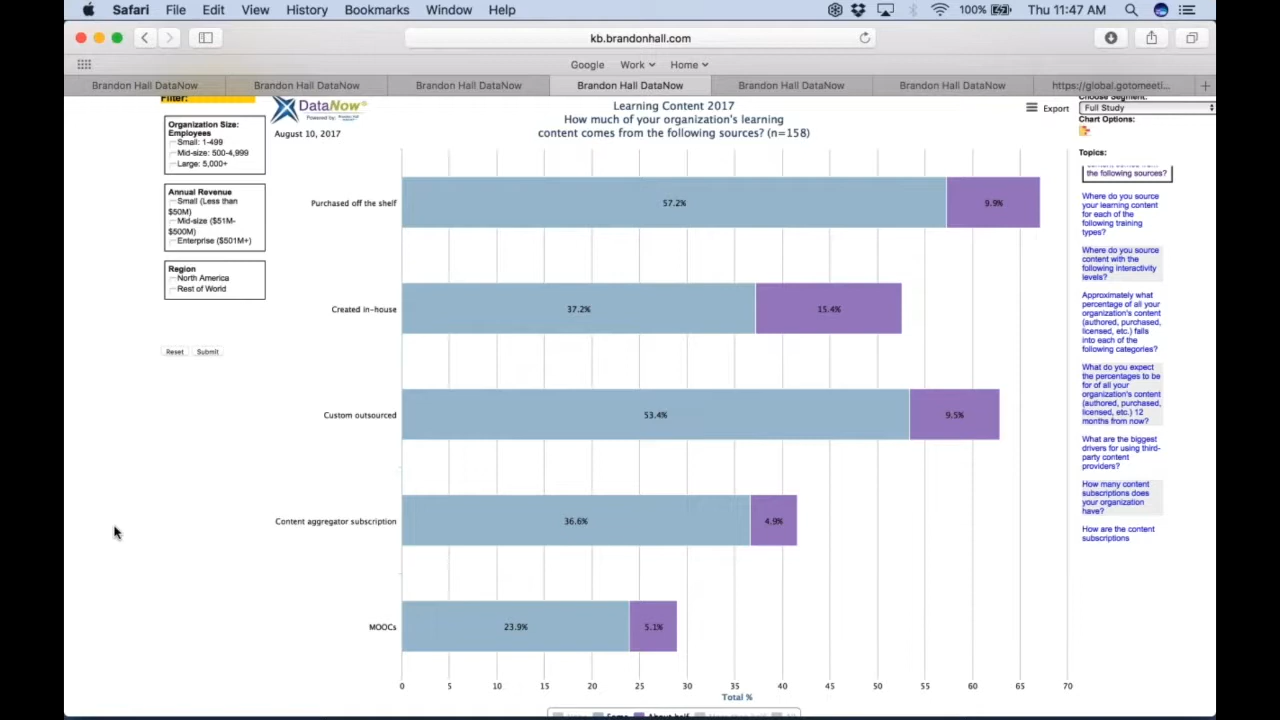 Safari File Edit View History Bookmarks Window Help 100% Thu 11:47 AM
kb.brandonhall.com
Google Work Home
Brandon Hall DataNow Brandon Hall DataNow Brandon Hall DataNow Brandon Hall DataNow Brandon Hall DataNow Brandon Hall DataNow https://global.gotomeeti... +
Filter:
Organization Size:
Employees
Small: 1-499
Mid-size: 500-4,999
Large: 5,000+
Annual Revenue
Small (Less than
$50M)
Mid-size ($51M-
$500M)
Enterprise ($501M+)
Region
North America
Rest of World
Reset Submit
DataNow®
Powered by:
August 10, 2017
Learning Content 2017
How much of your organization's learning
content comes from the following sources? (n=158)
Export
Purchased off the shelf 57.2% 9.9%
Created in-house 37.2% 15.4%
Custom outsourced 53.4% 9.5%
Content aggregator subscription 36.6% 4.9%
MOOCs 23.9% 5.1%
0 5 10 15 20 25 30 35 40 45 50 55 60 65 70
Total %
Some About half
Choose Segment:
Full Study
Chart Options:
Topics:
the following sources?
Where do you source
your learning content
for each of the
following training
types?
Where do you source
content with the
following interactivity
levels?
Approximately what
percentage of all your
organization's content
(authored, purchased,
licensed, etc.) falls
into each of the
following categories?
What do you expect
the percentages to be
for of all your
organization's content
(authored, purchased,
licensed, etc.) 12
months from now?
What are the biggest
drivers for using third-
party content
providers?
How many content
subscriptions does
your organization
have?
How are the content
subscriptions